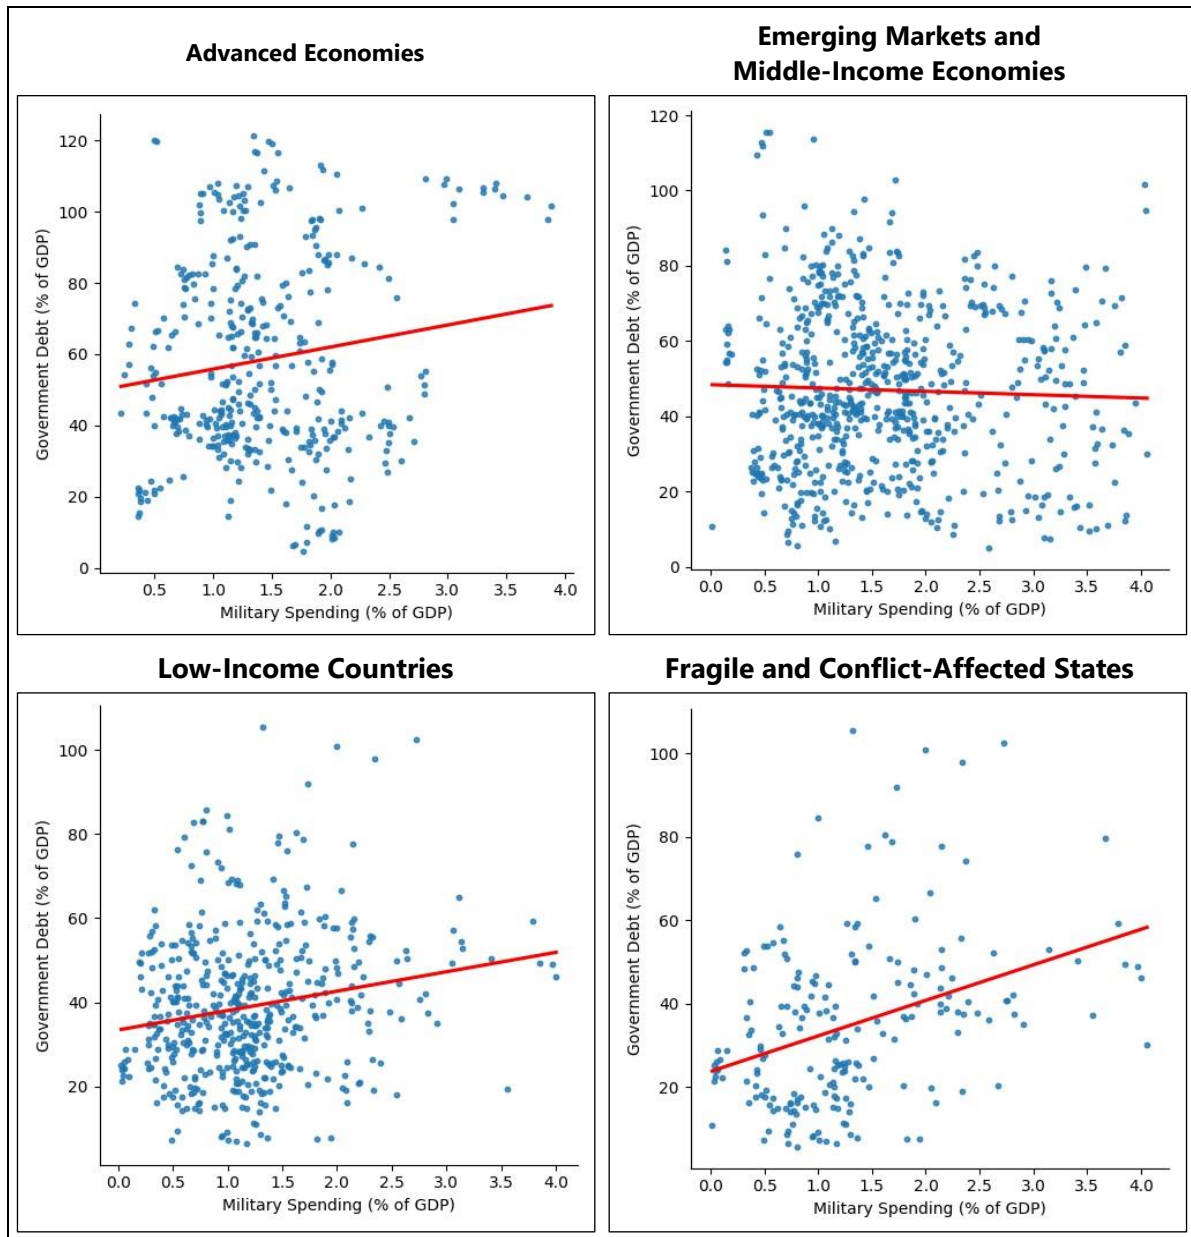 Advanced Economies
Emerging Markets and
Middle-Income Economies
Government Debt (% of GDP)
120
100
80
60
40
20
0
0.5 1.0 1.5 2.0 2.5 3.0 3.5 4.0
Military Spending (% of GDP)
Government Debt (% of GDP)
120
100
80
60
40
20
0
0.0 0.5 1.0 1.5 2.0 2.5 3.0 3.5 4.0
Military Spending (% of GDP)
Low-Income Countries
Fragile and Conflict-Affected States
Government Debt (% of GDP)
100
80
60
40
20
0.0 0.5 1.0 1.5 2.0 2.5 3.0 3.5 4.0
Military Spending (% of GDP)
Government Debt (% of GDP)
100
80
60
40
20
0.0 0.5 1.0 1.5 2.0 2.5 3.0 3.5 4.0
Military Spending (% of GDP)